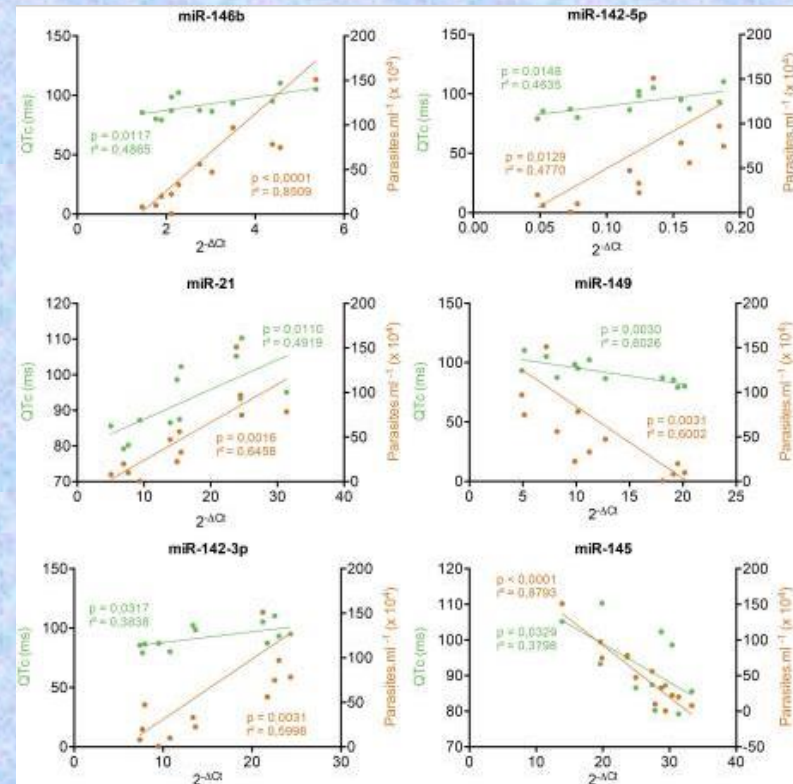 miR-146b
150
100
50
0
200
150
100
50
0
2
4
6
QTc (ms)
Parasites.ml⁻¹ (x 10⁴)
p = 0,0117
r² = 0,4865
p < 0,0001
r² = 0,8509
2^-ΔCt
miR-142-5p
150
100
50
0
200
150
100
50
0
0.00
0.05
0.10
0.15
0.20
QTc (ms)
Parasites.ml⁻¹ (x 10⁴)
p = 0,0148
r² = 0,4635
p = 0,0129
r² = 0,4770
2^-ΔCt
miR-21
120
110
100
90
80
70
200
150
100
50
0
0
10
20
30
40
QTc (ms)
Parasites.ml⁻¹ (x 10⁴)
p = 0,0110
r² = 0,4919
p = 0,0016
r² = 0,6458
2^-ΔCt
miR-149
150
100
50
0
200
150
100
50
0
0
5
10
15
20
25
QTc (ms)
Parasites.ml⁻¹ (x 10⁴)
p = 0,0030
r² = 0,6026
p = 0,0031
r² = 0,6002
2^-ΔCt
miR-142-3p
150
100
50
0
200
150
100
50
0
0
10
20
30
QTc (ms)
Parasites.ml⁻¹ (x 10⁴)
p = 0,0317
r² = 0,3838
p = 0,0031
r² = 0,5998
2^-ΔCt
miR-145
120
110
100
90
80
70
200
150
100
50
0
-50
0
10
20
30
40
QTc (ms)
Parasites.ml⁻¹ (x 10⁴)
p < 0,0001
r² = 0,8793
p = 0,0329
r² = 0,3798
2^-ΔCt